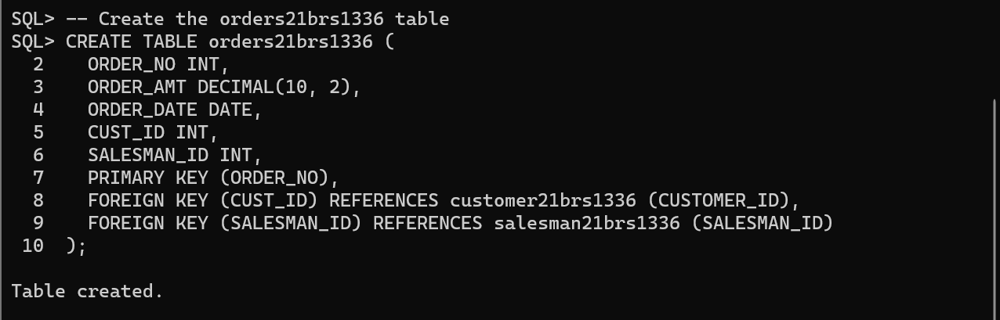 SQL> -- Create the orders21brs1336 table
SQL> CREATE TABLE orders21brs1336 (
  2    ORDER_NO INT,
  3    ORDER_AMT DECIMAL(10, 2),
  4    ORDER_DATE DATE,
  5    CUST_ID INT,
  6    SALESMAN_ID INT,
  7    PRIMARY KEY (ORDER_NO),
  8    FOREIGN KEY (CUST_ID) REFERENCES customer21brs1336 (CUSTOMER_ID),
  9    FOREIGN KEY (SALESMAN_ID) REFERENCES salesman21brs1336 (SALESMAN_ID)
 10  );
Table created.